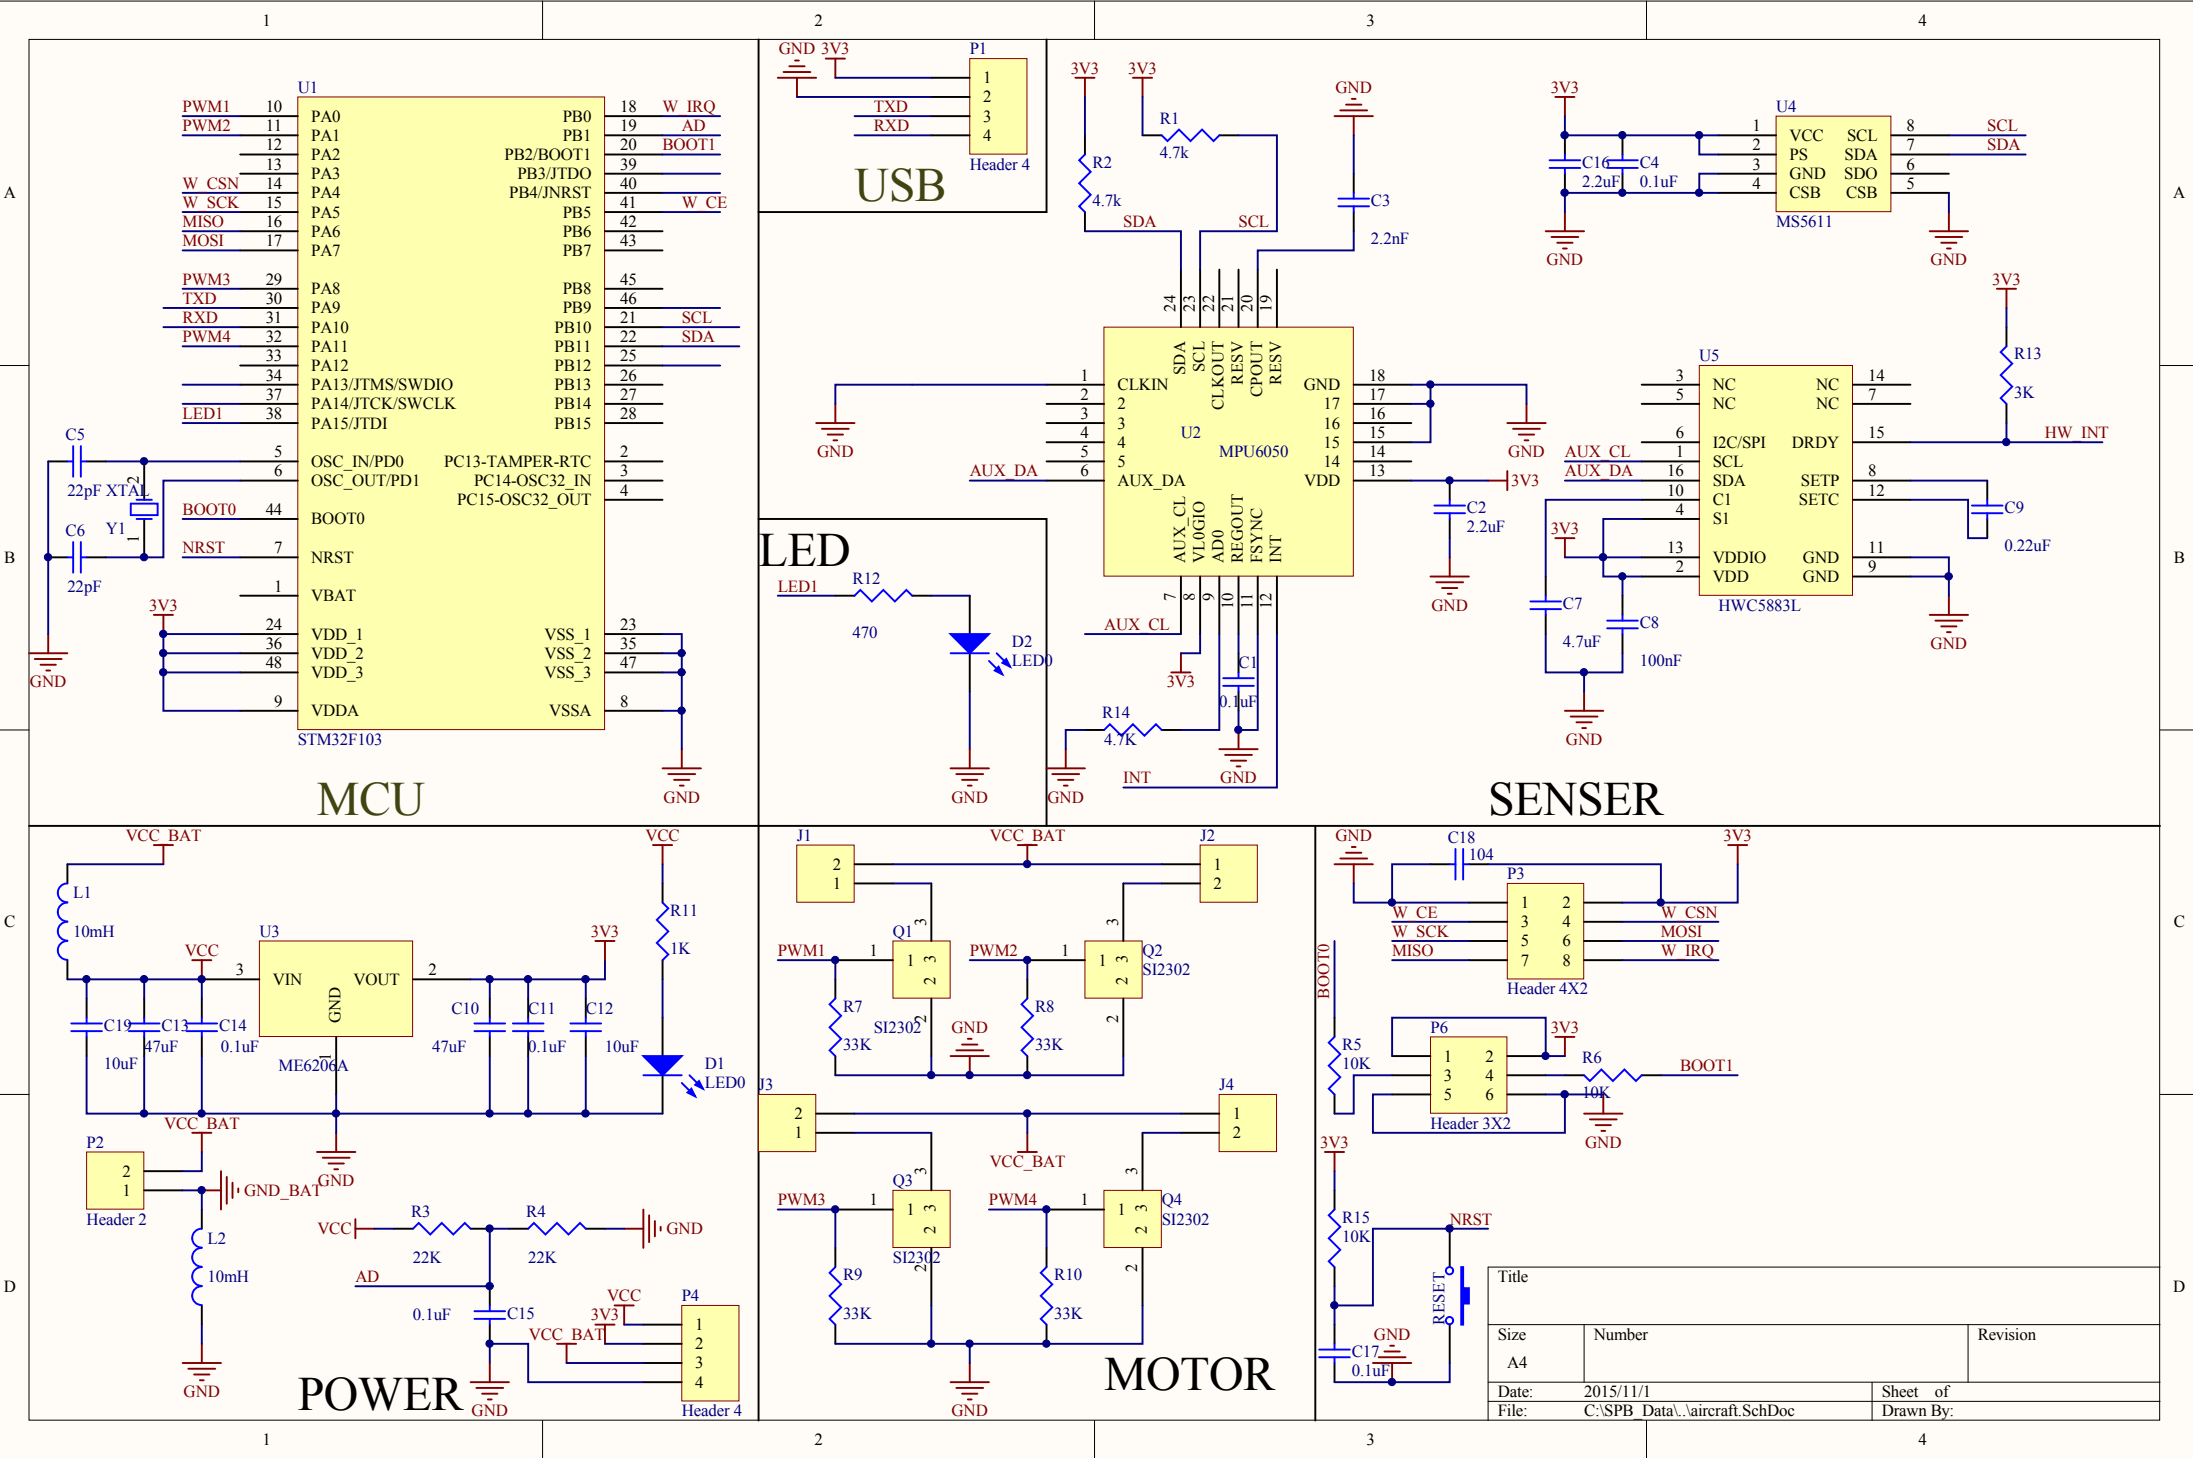 1 2 3 4
A A
B B
C C
D D
1 2 3 4
U1
PWM1 10 PA0
PWM2 11 PA1
12 PA2
13 PA3
W_CSN 14 PA4
W_SCK 15 PA5
MISO 16 PA6
MOSI 17 PA7
PWM3 29 PA8
TXD 30 PA9
RXD 31 PA10
PWM4 32 PA11
33 PA12
34 PA13/JTMS/SWDIO
37 PA14/JTCK/SWCLK
LED1 38 PA15/JTDI
5 OSC_IN/PD0
6 OSC_OUT/PD1
BOOT0 44 BOOT0
NRST 7 NRST
1 VBAT
24 VDD_1
36 VDD_2
48 VDD_3
9 VDDA
PB0 18 W_IRQ
PB1 19 AD
PB2/BOOT1 20 BOOT1
PB3/JTDO 39
PB4/JNRST 40
PB5 41 W_CE
PB6 42
PB7 43
PB8 45
PB9 46
PB10 21 SCL
PB11 22 SDA
PB12 25
PB13 26
PB14 27
PB15 28
PC13-TAMPER-RTC 2
PC14-OSC32_IN 3
PC15-OSC32_OUT 4
VSS_1 23
VSS_2 35
VSS_3 47
VSSA 8
STM32F103
C5
22pF XTAL
2
Y1
1
C6
22pF
3V3
GND
GND
MCU
GND 3V3
P1
1
2
TXD 3
RXD 4
Header 4
USB
LED
LED1 R12
470
D2
LED0
GND
3V3 3V3
R1
4.7k
R2
4.7k
SDA SCL
GND
C3
2.2nF
24 23 22 21 20 19
SDA SCL CLKOUT RESV CPOUT RESV
1 CLKIN
2 2
3 3
4 4
5 5
AUX_DA 6 AUX_DA
GND 18
17 17
16 16
15 15
14 14
VDD 13
U2
MPU6050
AUX_CL VLOGIO AD0 REGOUT FSYNC INT
7 8 9 10 11 12
GND
GND
3V3
C2
2.2uF
GND
AUX_CL
3V3
C1
0.1uF
R14
4.7K
GND
GND
INT
3V3
U4
1 VCC SCL 8 SCL
2 PS SDA 7 SDA
3 GND SDO 6
4 CSB CSB 5
MS5611
C16
2.2uF
C4
0.1uF
GND
GND
3V3
R13
3K
HW_INT
U5
3 NC NC 14
5 NC NC 7
6 I2C/SPI DRDY 15
AUX_CL 1 SCL
AUX_DA 16 SDA SETP 8
10 C1 SETC 12
4 S1
13 VDDIO GND 11
2 VDD GND 9
HWC5883L
3V3
C9
0.22uF
C7
4.7uF
C8
100nF
GND
GND
SENSER
VCC_BAT
L1
10mH
VCC
U3
3 VIN VOUT 2
GND
1
ME6206A
3V3
C19
10uF
C13
47uF
C14
0.1uF
C10
47uF
C11
0.1uF
C12
10uF
VCC
R11
1K
D1
LED0
GND
VCC_BAT
P2
2
1
Header 2
GND_BAT
L2
10mH
GND
VCC R3 R4 GND
22K 22K
AD
0.1uF C15
GND
VCC
3V3
VCC_BAT
P4
1
2
3
4
Header 4
POWER
J1 VCC_BAT J2
2 1
1 2
PWM1 1 Q1
1 3
2
3
2
SI2302
R7
33K
GND
PWM2 1 Q2
1 3
2
3
2
SI2302
R8
33K
J3 J4
2 1
1 2
VCC_BAT
PWM3 1 Q3
1 3
2
3
2
SI2302
R9
33K
PWM4 1 Q4
1 3
2
3
2
SI2302
R10
33K
GND
MOTOR
GND C18
104
3V3
P3
1 2
W_CE 3 4 W_CSN
W_SCK 5 6 MOSI
MISO 7 8 W_IRQ
Header 4X2
BOOT0
R5
10K
P6
1 2
3 4
5 6
Header 3X2
3V3
R6
10K
BOOT1
GND
3V3
R15
10K
NRST
RESET
C17
0.1uF
GND
Title
Size Number Revision
A4
Date: 2015/11/1 Sheet of
File: C:\SPB_Data\..\aircraft.SchDoc Drawn By: